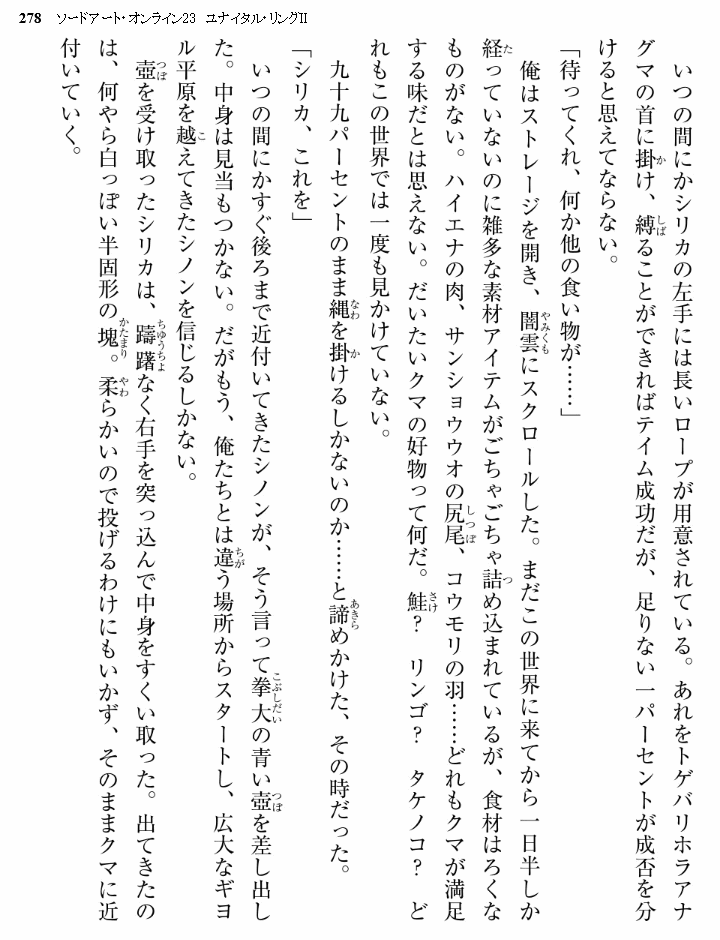 278 ソードアート・オンライン23 ユナイタル・リングII
いつの間にかシリカの左手には長いロープが用意されている。あれをトゲバリホラアナ
グマの首に掛け、縛ることができればテイム成功だが、足りない一パーセントが成否を分
けると思えてならない。
「待ってくれ、何か他の食い物が……」
俺はストレージを開き、闇雲にスクロールした。まだこの世界に来てから一日半しか
経っていないのに雑多な素材アイテムがごちゃごちゃ詰め込まれているが、食材はろくな
ものがない。ハイエナの肉、サンショウウオの尻尾、コウモリの羽……どれもクマが満足
する味だとは思えない。だいたいクマの好物って何だ。鮭？　リンゴ？　タケノコ？　ど
れもこの世界では一度も見かけていない。
九十九パーセントのまま縄を掛けるしかないのか……と諦めかけた、その時だった。
「シリカ、これを」
いつの間にかすぐ後ろまで近付いてきたシノンが、そう言って拳大の青い壺を差し出し
た。中身は見当もつかない。だがもう、俺たちとは違う場所からスタートし、広大なギヨ
ル平原を越えてきたシノンを信じるしかない。
壺を受け取ったシリカは、躊躇なく右手を突っ込んで中身をすくい取った。出てきたの
は、何やら白っぽい半固形の塊。柔らかいので投げるわけにもいかず、そのままクマに近
付いていく。